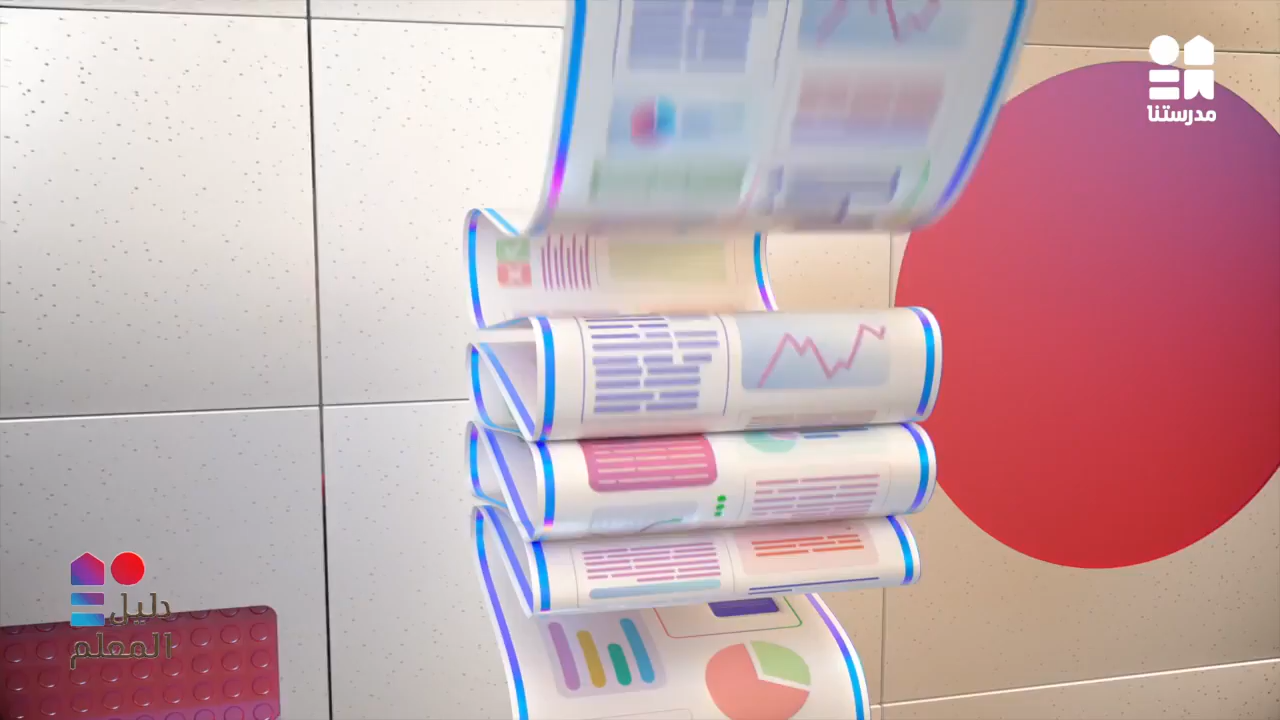 مدرستنا
دليل
المعلم